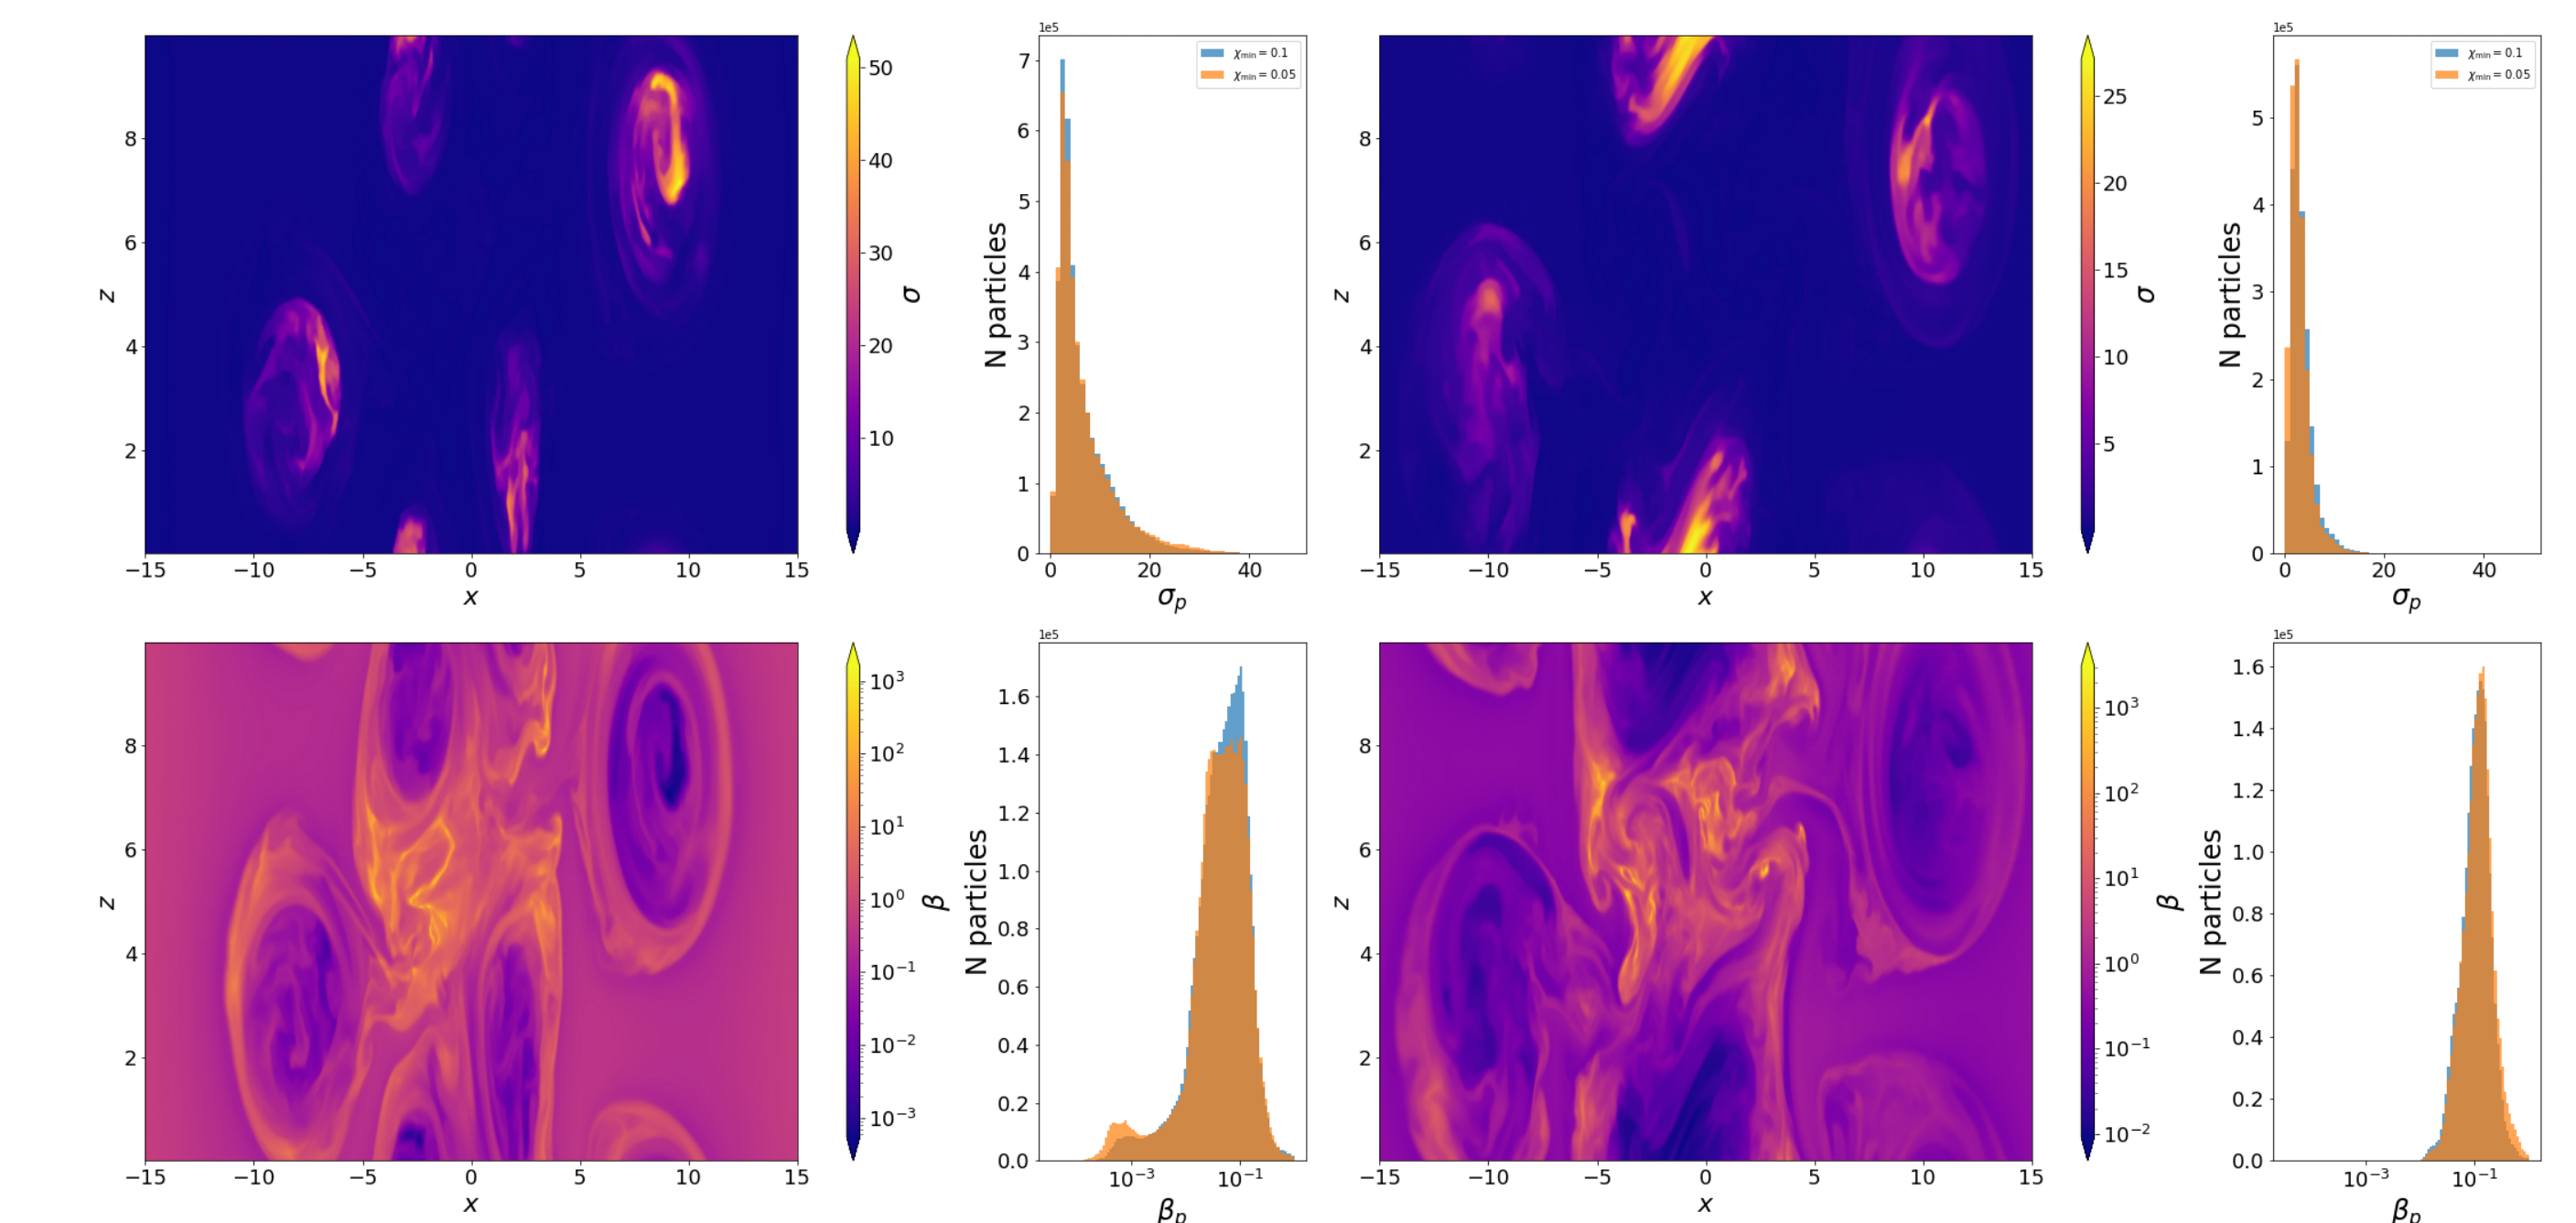 8
6
4
2
z
−15 −10 −5 0 5 10 15
x
50
40
30
20
10
σ
1e5
7
6
5
4
3
2
1
0
N particles
χmin = 0.1
χmin = 0.05
0 20 40
σp
8
6
4
2
z
−15 −10 −5 0 5 10 15
x
25
20
15
10
5
σ
1e5
5
4
3
2
1
0
N particles
χmin = 0.1
χmin = 0.05
0 20 40
σp
8
6
4
2
z
−15 −10 −5 0 5 10 15
x
10³
10²
10¹
10⁰
10⁻¹
10⁻²
10⁻³
β
1e5
1.6
1.4
1.2
1.0
0.8
0.6
0.4
0.2
0.0
N particles
10⁻³ 10⁻¹
βp
8
6
4
2
z
−15 −10 −5 0 5 10 15
x
10³
10²
10¹
10⁰
10⁻¹
10⁻²
β
1e5
1.6
1.4
1.2
1.0
0.8
0.6
0.4
0.2
0.0
N particles
10⁻³ 10⁻¹
βp